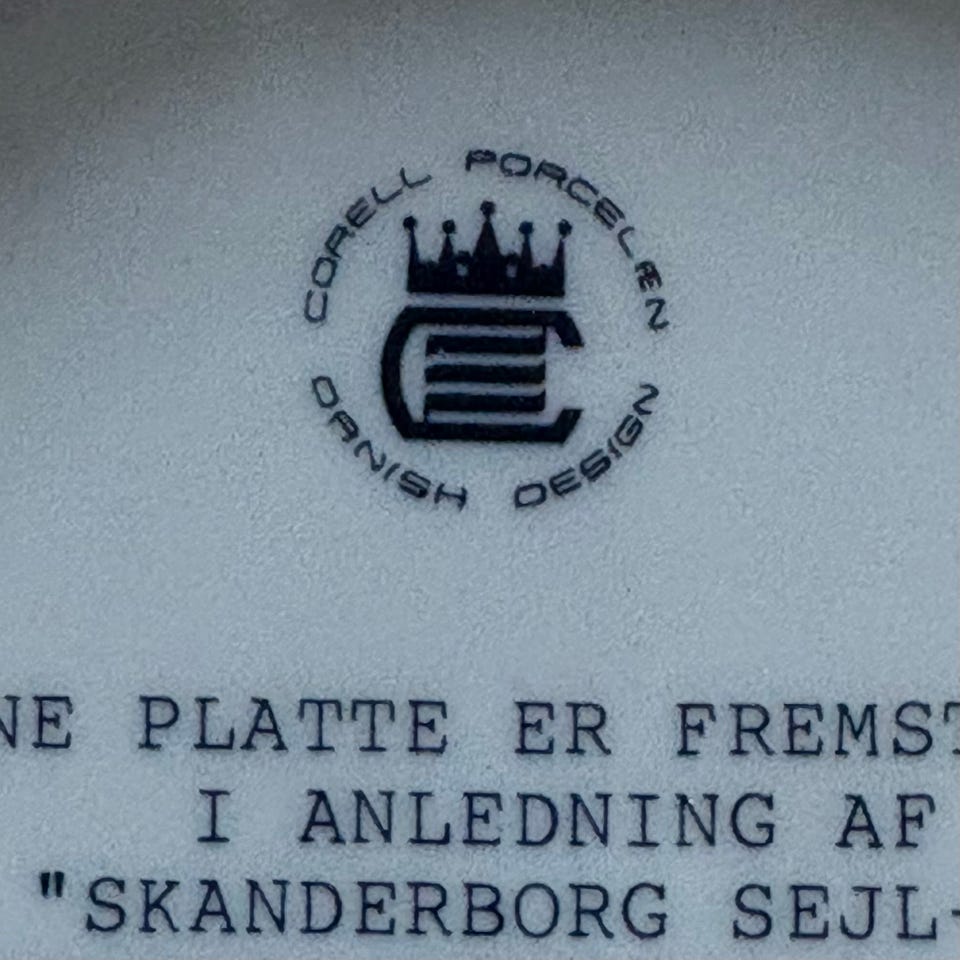 CORELL PORCELÆN
DANISH DESIGN
NE PLATTE ER FREMST
I ANLEDNING AF
"SKANDERBORG SEJL-